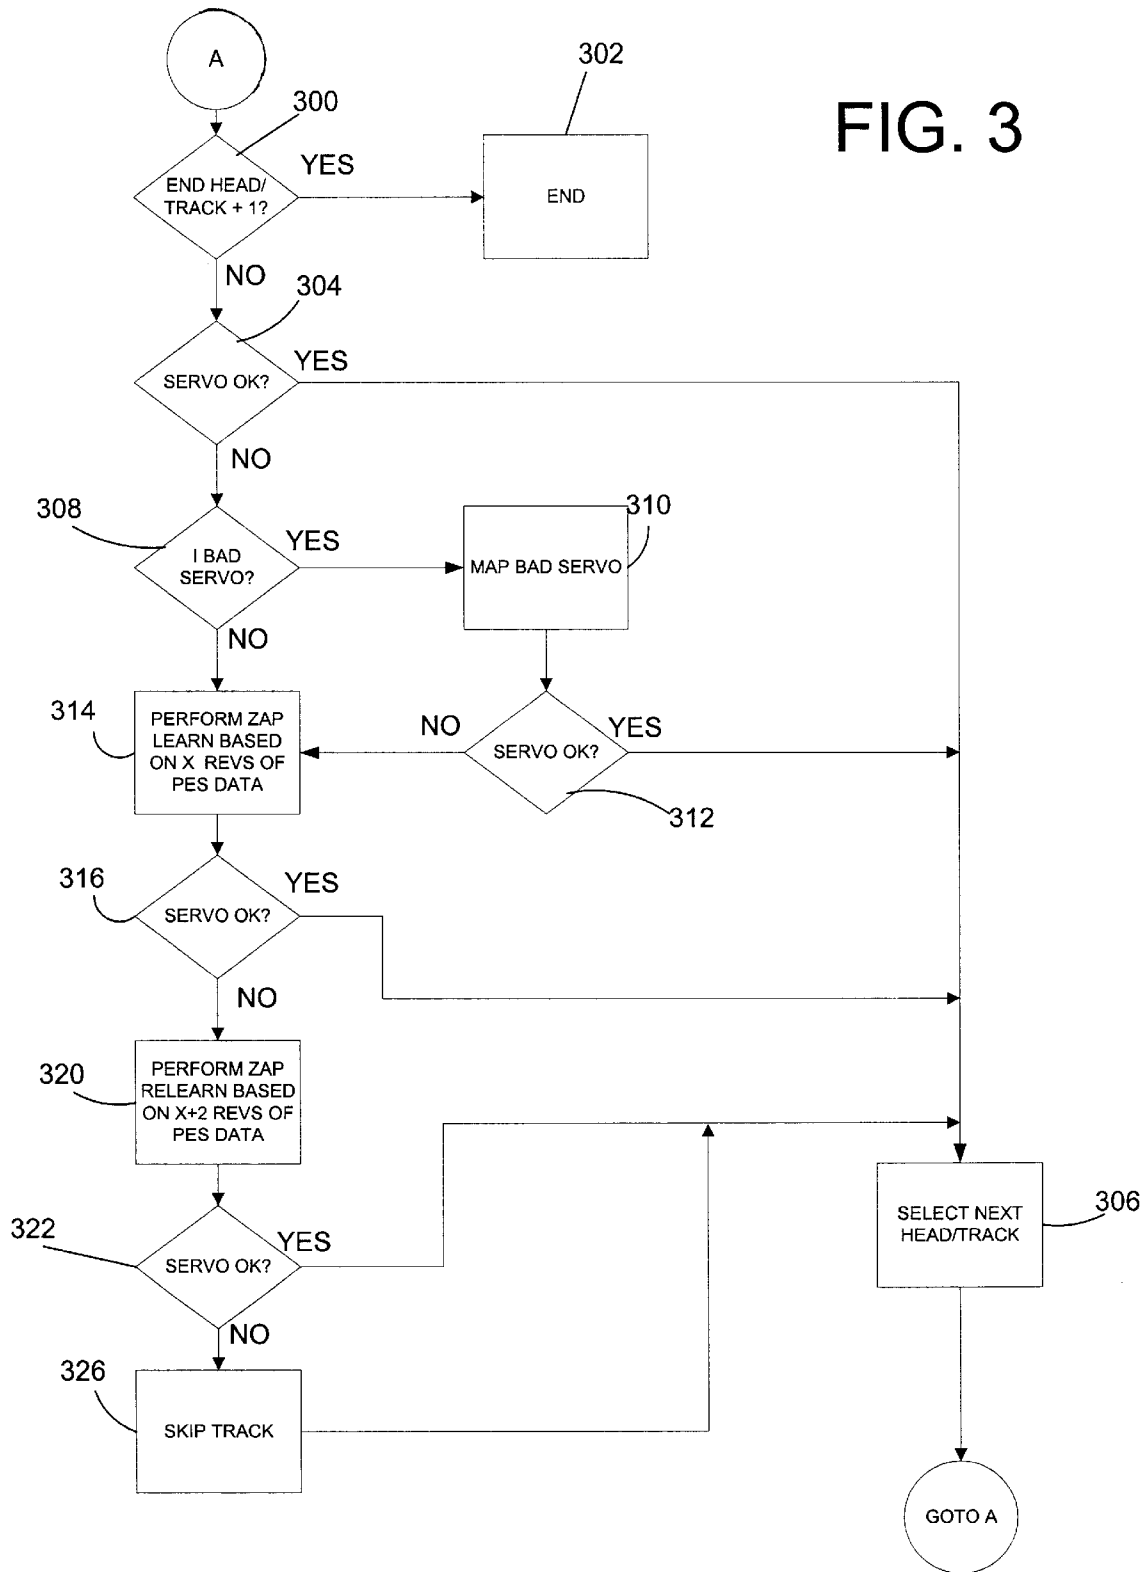 A
302
FIG. 3
300
YES
END HEAD/
TRACK + 1?
END
NO
304
YES
SERVO OK?
NO
308
YES
310
I BAD
SERVO?
MAP BAD SERVO
NO
314
PERFORM ZAP
LEARN BASED
ON X REVS OF
PES DATA
NO
YES
SERVO OK?
312
316
YES
SERVO OK?
NO
320
PERFORM ZAP
RELEARN BASED
ON X+2 REVS OF
PES DATA
306
SELECT NEXT
HEAD/TRACK
322
YES
SERVO OK?
NO
326
SKIP TRACK
GOTO A